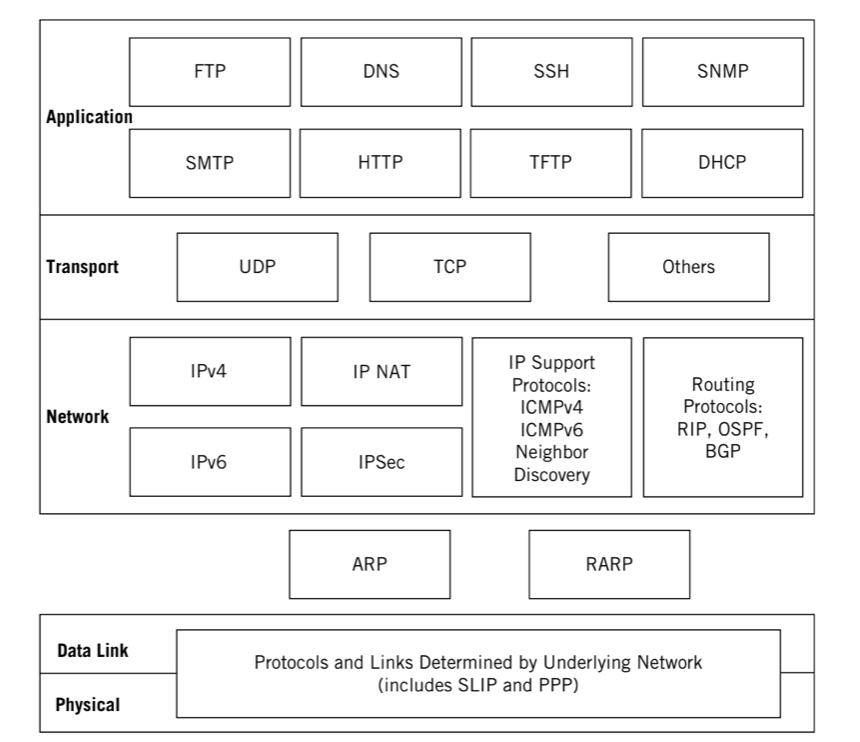 FTP
DNS
SSH
SNMP
Application
SMTP
HTTP
TFTP
DHCP
Transport
UDP
TCP
Others
Network
IPv4
IP NAT
IPv6
IPSec
IP Support
Protocols:
ICMPv4
ICMPv6
Neighbor
Discovery
Routing
Protocols:
RIP, OSPF,
BGP
ARP
RARP
Data Link
Physical
Protocols and Links Determined by Underlying Network
(includes SLIP and PPP)